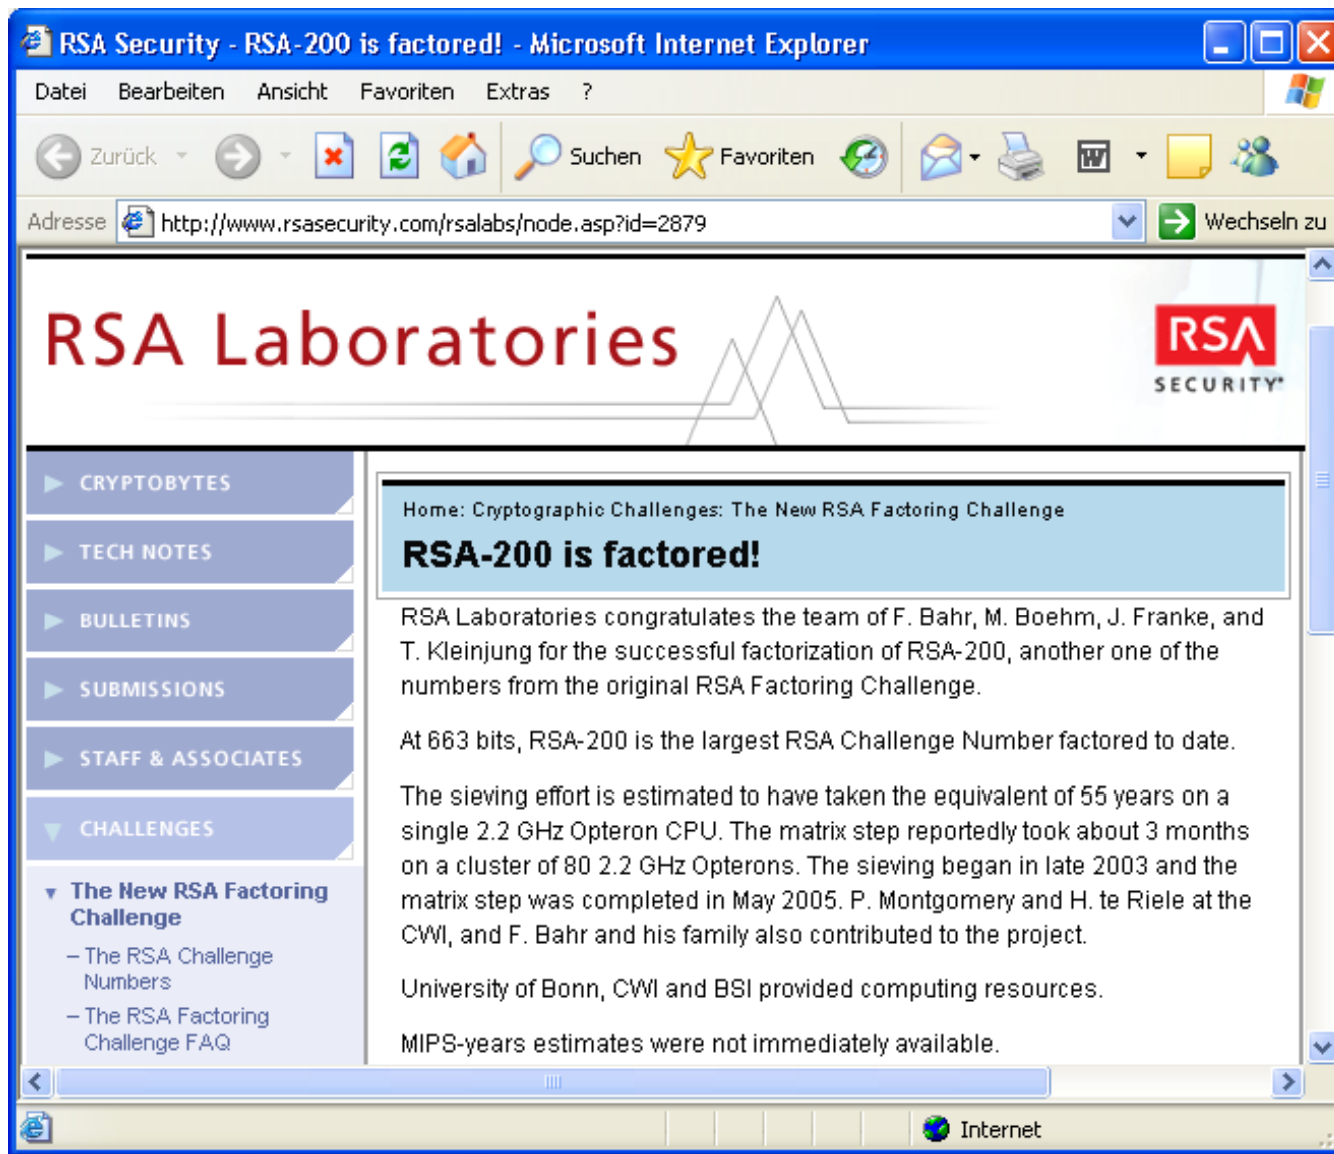 RSA Security - RSA-200 is factored! - Microsoft Internet Explorer
Datei Bearbeiten Ansicht Favoriten Extras ?
Zurück Suchen Favoriten W
Adresse http://www.rsasecurity.com/rsalabs/node.asp?id=2879 Wechseln zu
RSA Laboratories
RSA
SECURITY
CRYPTOBYTES
TECH NOTES
BULLETINS
SUBMISSIONS
STAFF & ASSOCIATES
CHALLENGES
The New RSA Factoring
Challenge
– The RSA Challenge
Numbers
– The RSA Factoring
Challenge FAQ
Home: Cryptographic Challenges: The New RSA Factoring Challenge
RSA-200 is factored!
RSA Laboratories congratulates the team of F. Bahr, M. Boehm, J. Franke, and
T. Kleinjung for the successful factorization of RSA-200, another one of the
numbers from the original RSA Factoring Challenge.
At 663 bits, RSA-200 is the largest RSA Challenge Number factored to date.
The sieving effort is estimated to have taken the equivalent of 55 years on a
single 2.2 GHz Opteron CPU. The matrix step reportedly took about 3 months
on a cluster of 80 2.2 GHz Opterons. The sieving began in late 2003 and the
matrix step was completed in May 2005. P. Montgomery and H. te Riele at the
CWI, and F. Bahr and his family also contributed to the project.
University of Bonn, CWI and BSI provided computing resources.
MIPS-years estimates were not immediately available.
Internet